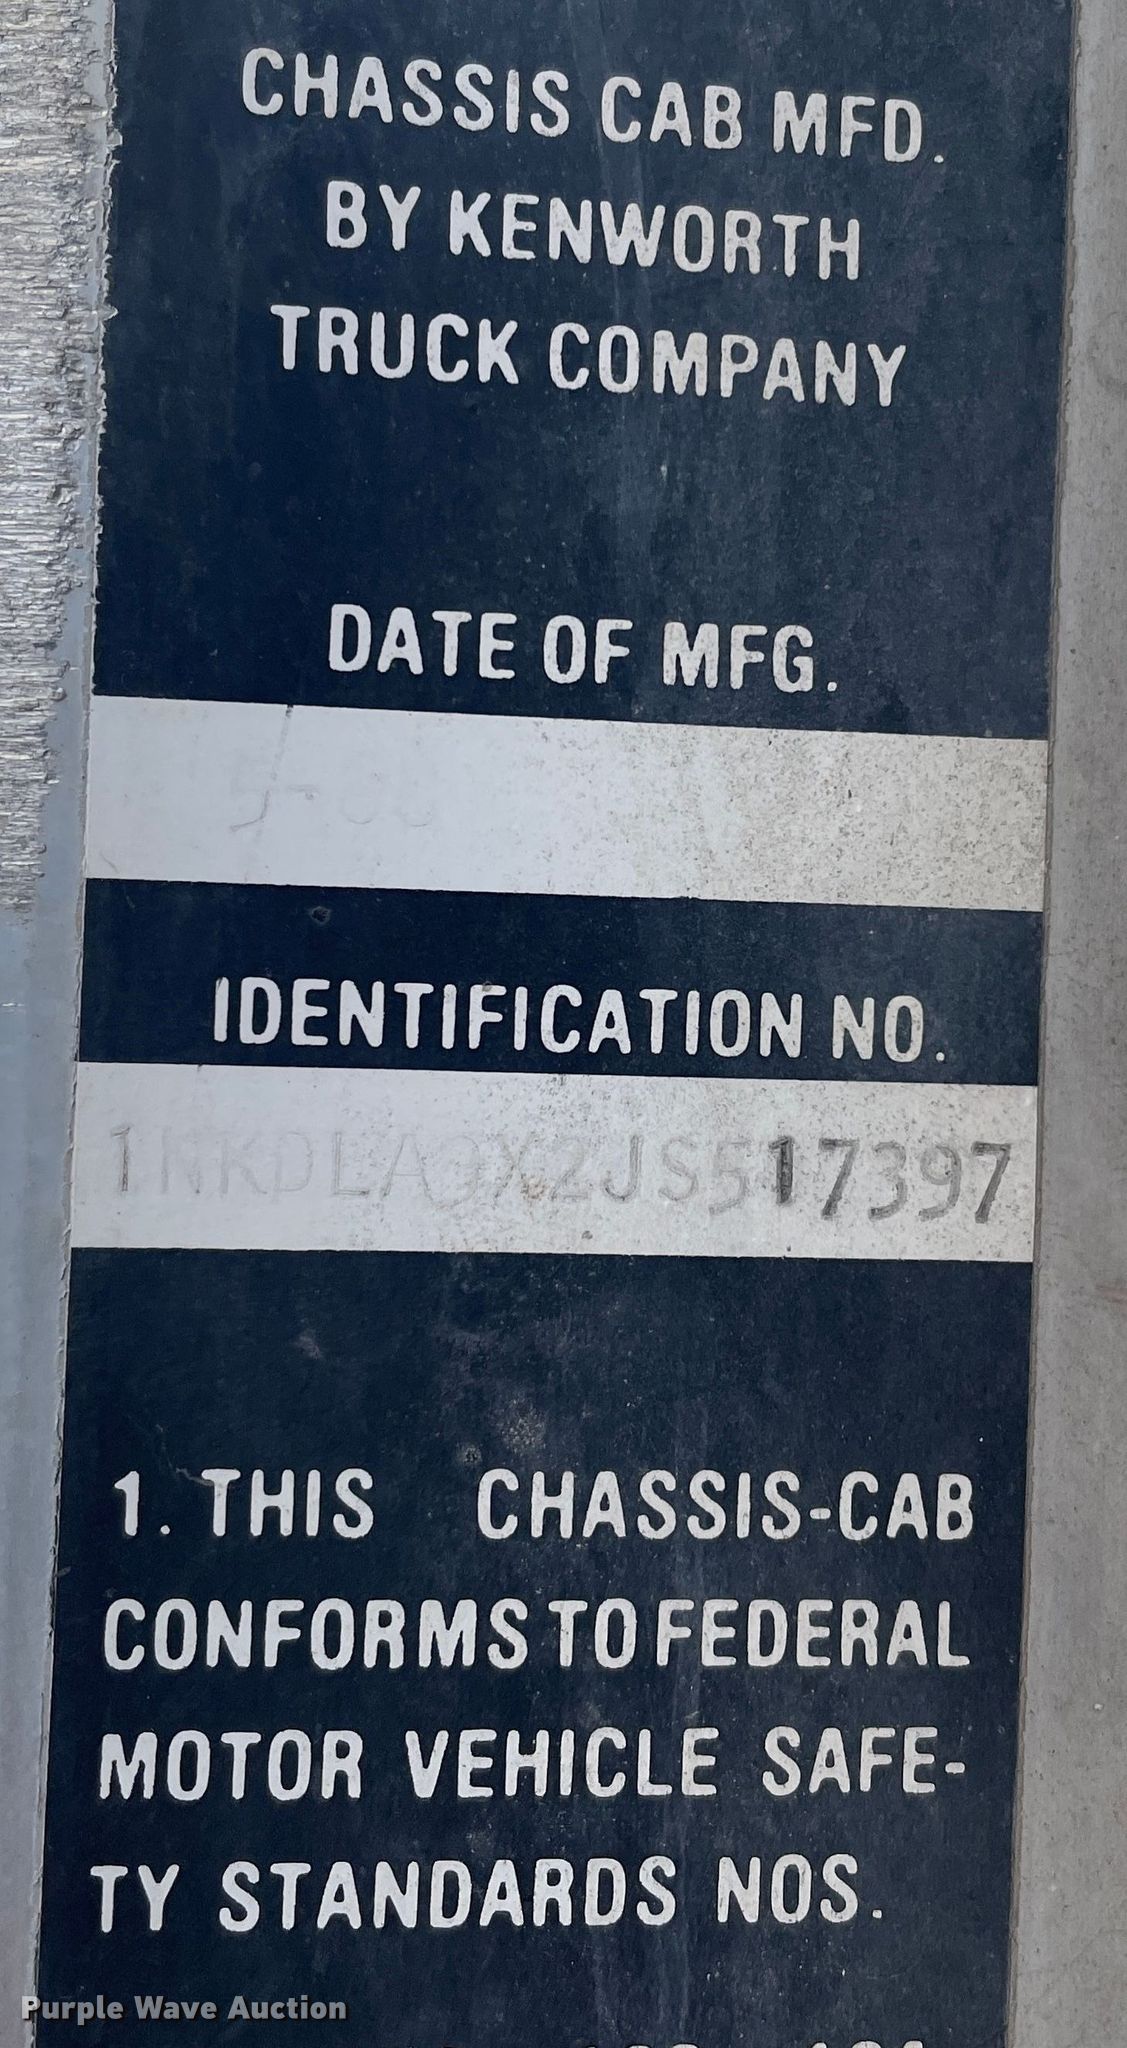 CHASSIS CAB MFD.
BY KENWORTH
TRUCK COMPANY
DATE OF MFG.
IDENTIFICATION NO.
1NKDLA9X2JS517397
1. THIS CHASSIS-CAB
CONFORMS TO FEDERAL
MOTOR VEHICLE SAFE-
TY STANDARDS NOS.
Purple Wave Auction